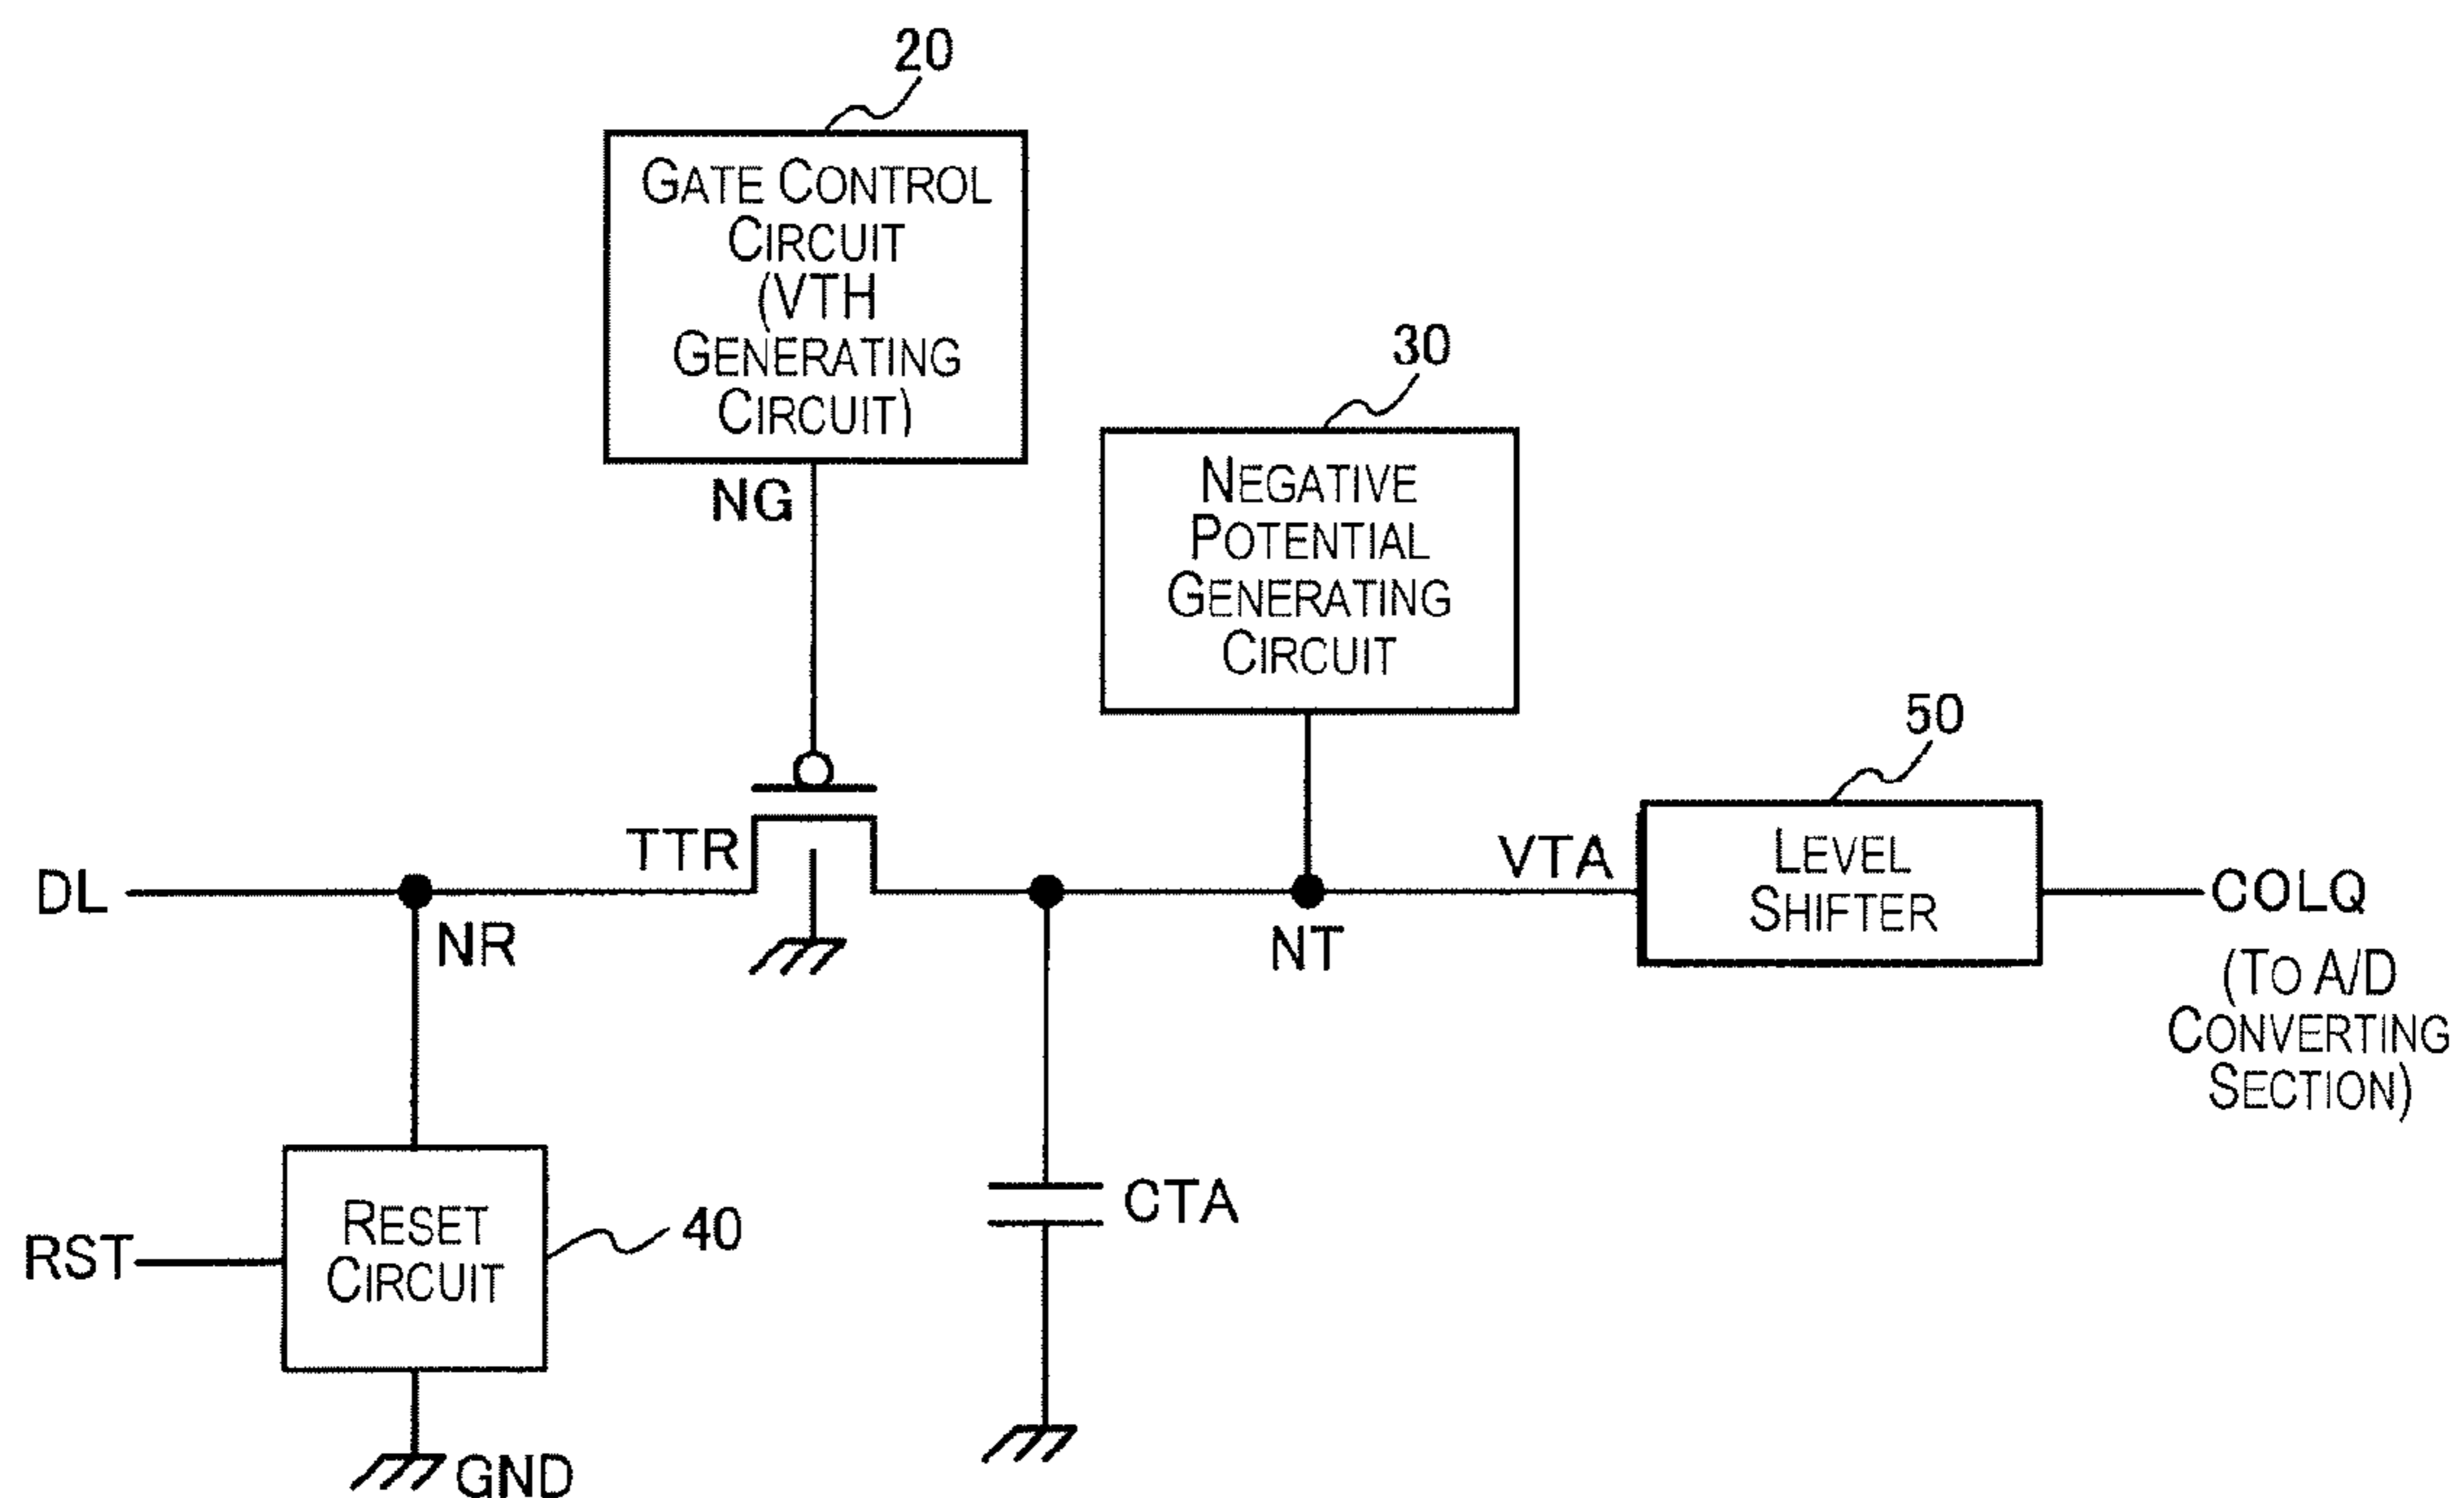 20
GATE CONTROL
CIRCUIT
(VTH
GENERATING
CIRCUIT)
NG
30
NEGATIVE
POTENTIAL
GENERATING
CIRCUIT
50
TTR
VTA
LEVEL
SHIFTER
DL
NR
NT
COLQ
(TO A/D
CONVERTING
SECTION)
RST
RESET
CIRCUIT
40
CTA
GND